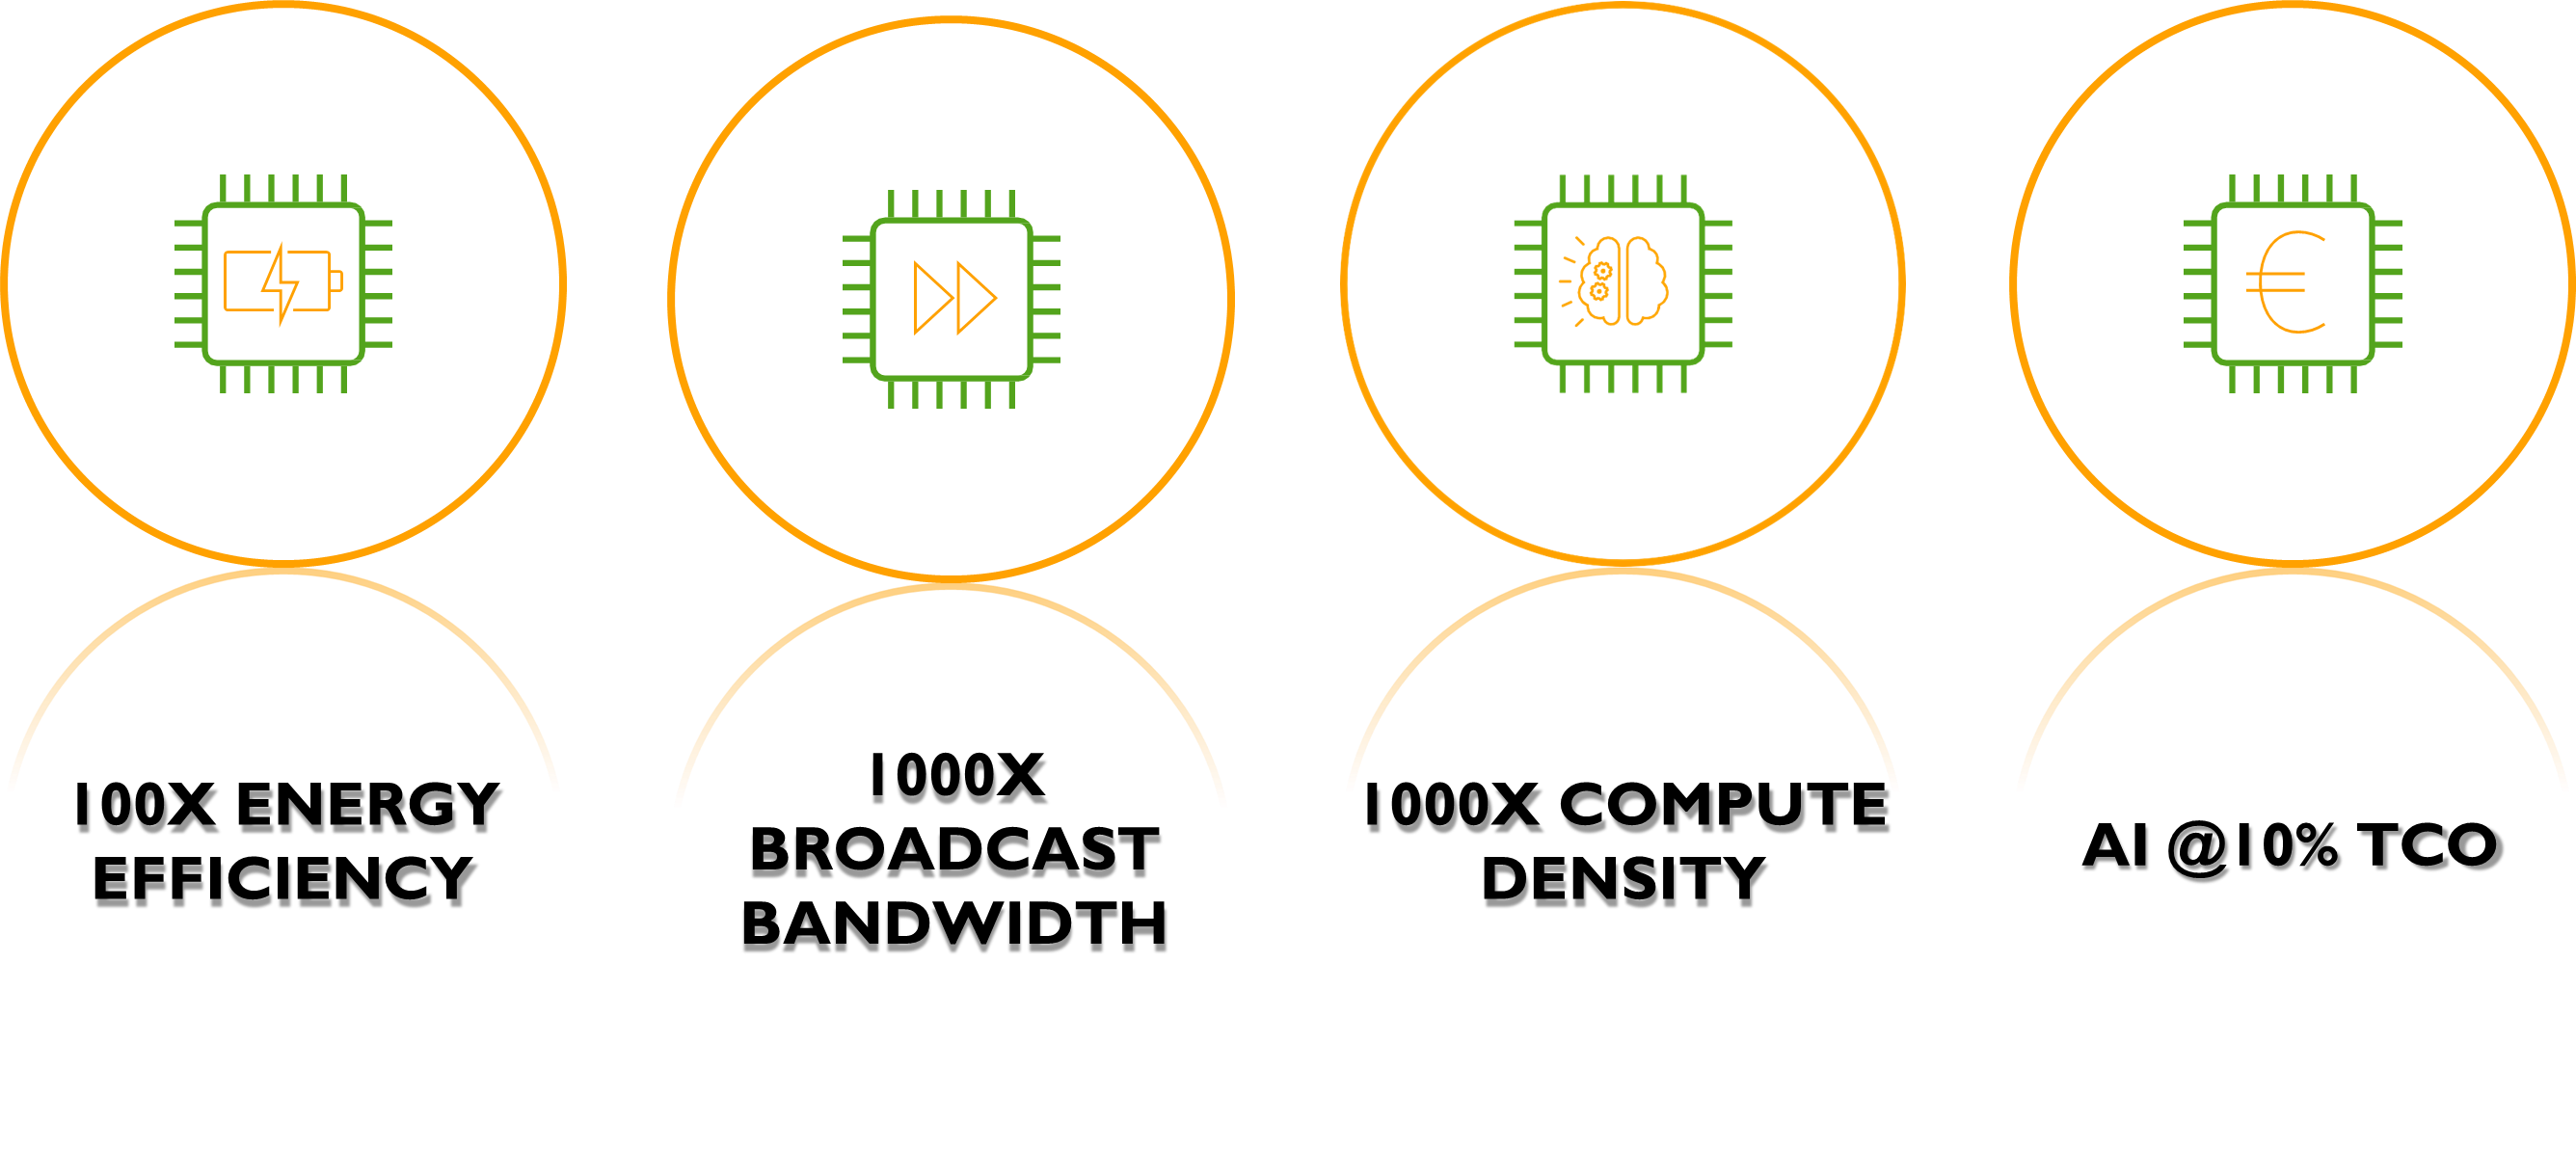 100X ENERGY
EFFICIENCY
1000X
BROADCAST
BANDWIDTH
1000X COMPUTE
DENSITY
AI @10% TCO